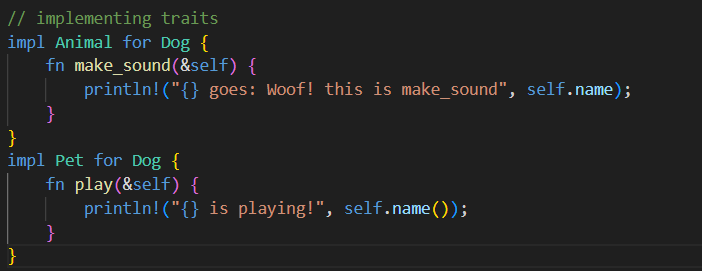 // implementing traits
impl Animal for Dog {
    fn make_sound(&self) {
        println!("{} goes: Woof! this is make_sound", self.name);
    }
}
impl Pet for Dog {
    fn play(&self) {
        println!("{} is playing!", self.name());
    }
}